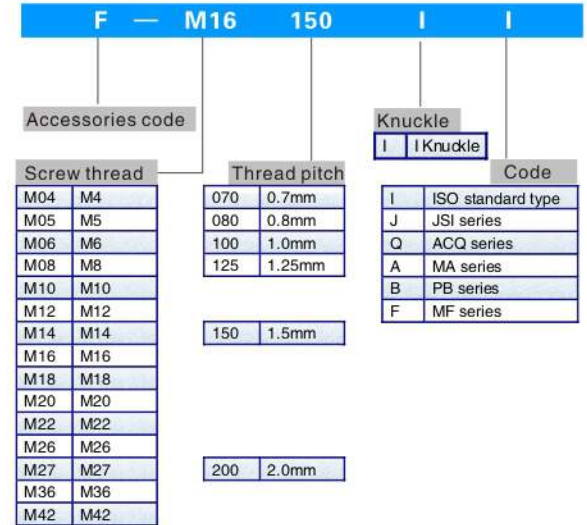 F — M16 150 I I
Accessories code
Knuckle
I I Knudkle
Screw thread Thread pitch Code
M04 M4 070 0.7mm I ISO standard type
M05 M5 080 0.8mm J JSI series
M06 M6 100 1.0mm Q ACQ series
M08 M8 125 1.25mm A MA series
M10 M10 B PB series
M12 M12 F MF series
M14 M14 150 1.5mm
M16 M16
M18 M18
M20 M20
M22 M22
M26 M26
M27 M27 200 2.0mm
M36 M36
M42 M42